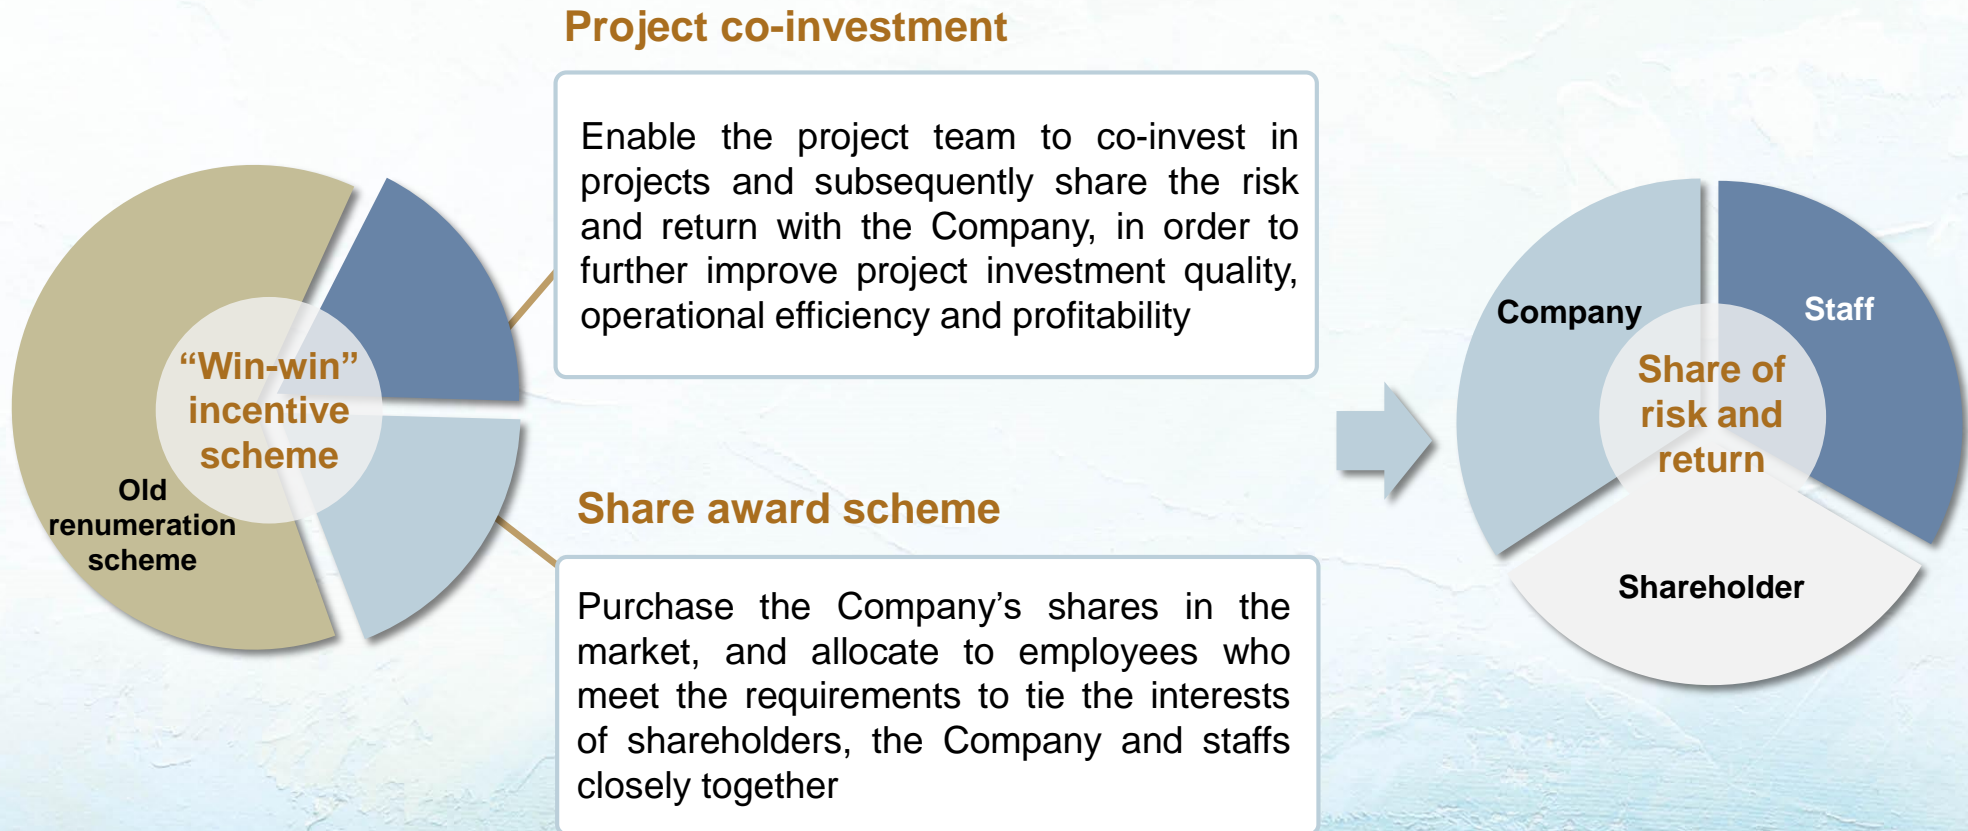 Project co-investment
Enable the project team to co-invest in
projects and subsequently share the risk
and return with the Company, in order to
further improve project investment quality,
operational efficiency and profitability
“Win-win”
incentive
scheme
Old
renumeration
scheme
Share award scheme
Purchase the Company’s shares in the
market, and allocate to employees who
meet the requirements to tie the interests
of shareholders, the Company and staffs
closely together
Company
Staff
Share of
risk and
return
Shareholder